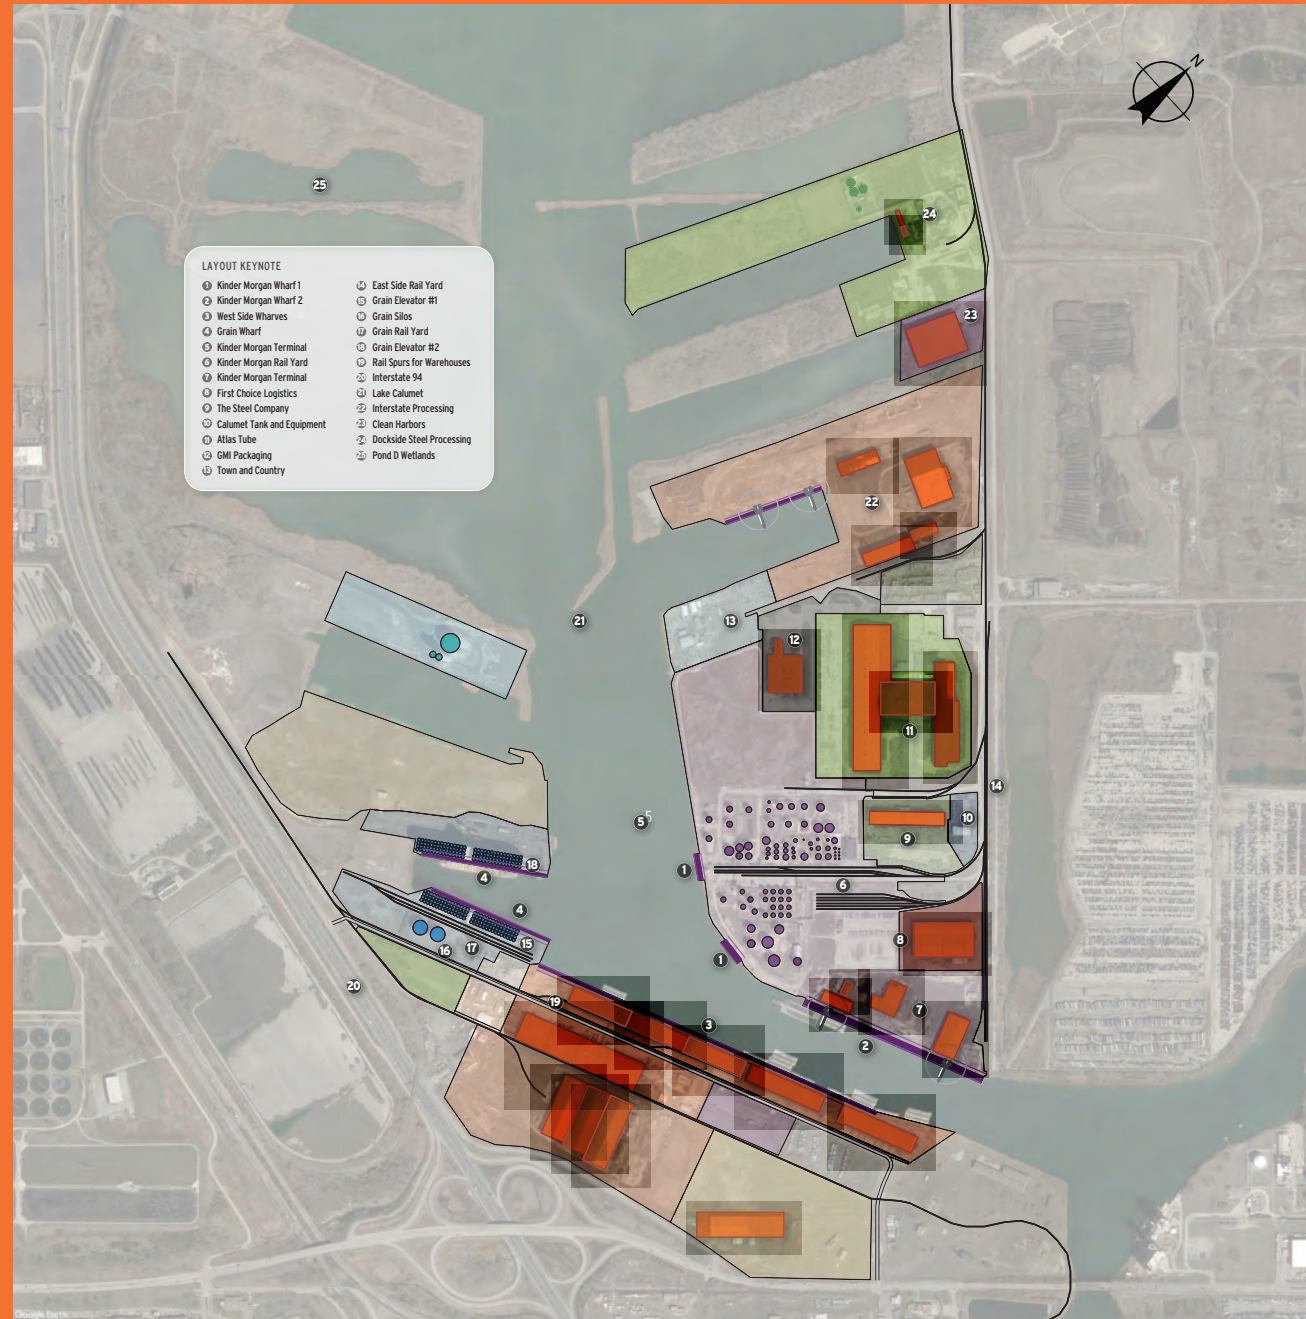 N
25
24
23
LAYOUT KEYNOTE
1 Kinder Morgan Wharf 1
2 Kinder Morgan Wharf 2
3 West Side Wharves
4 Grain Wharf
5 Kinder Morgan Terminal
6 Kinder Morgan Rail Yard
7 Kinder Morgan Terminal
8 First Choice Logistics
9 The Steel Company
10 Calumet Tank and Equipment
11 Atlas Tube
12 GMI Packaging
13 Town and Country
14 East Side Rail Yard
15 Grain Elevator #1
16 Grain Silos
17 Grain Rail Yard
18 Grain Elevator #2
19 Rail Spurs for Warehouses
20 Interstate 94
21 Lake Calumet
22 Interstate Processing
23 Clean Harbors
24 Dockside Steel Processing
25 Pond D Wetlands
22
21
13
12
11
14
5 5
10
9
18
1
4
6
4
8
15
17
16
1
20
19
7
3
2
Google Earth